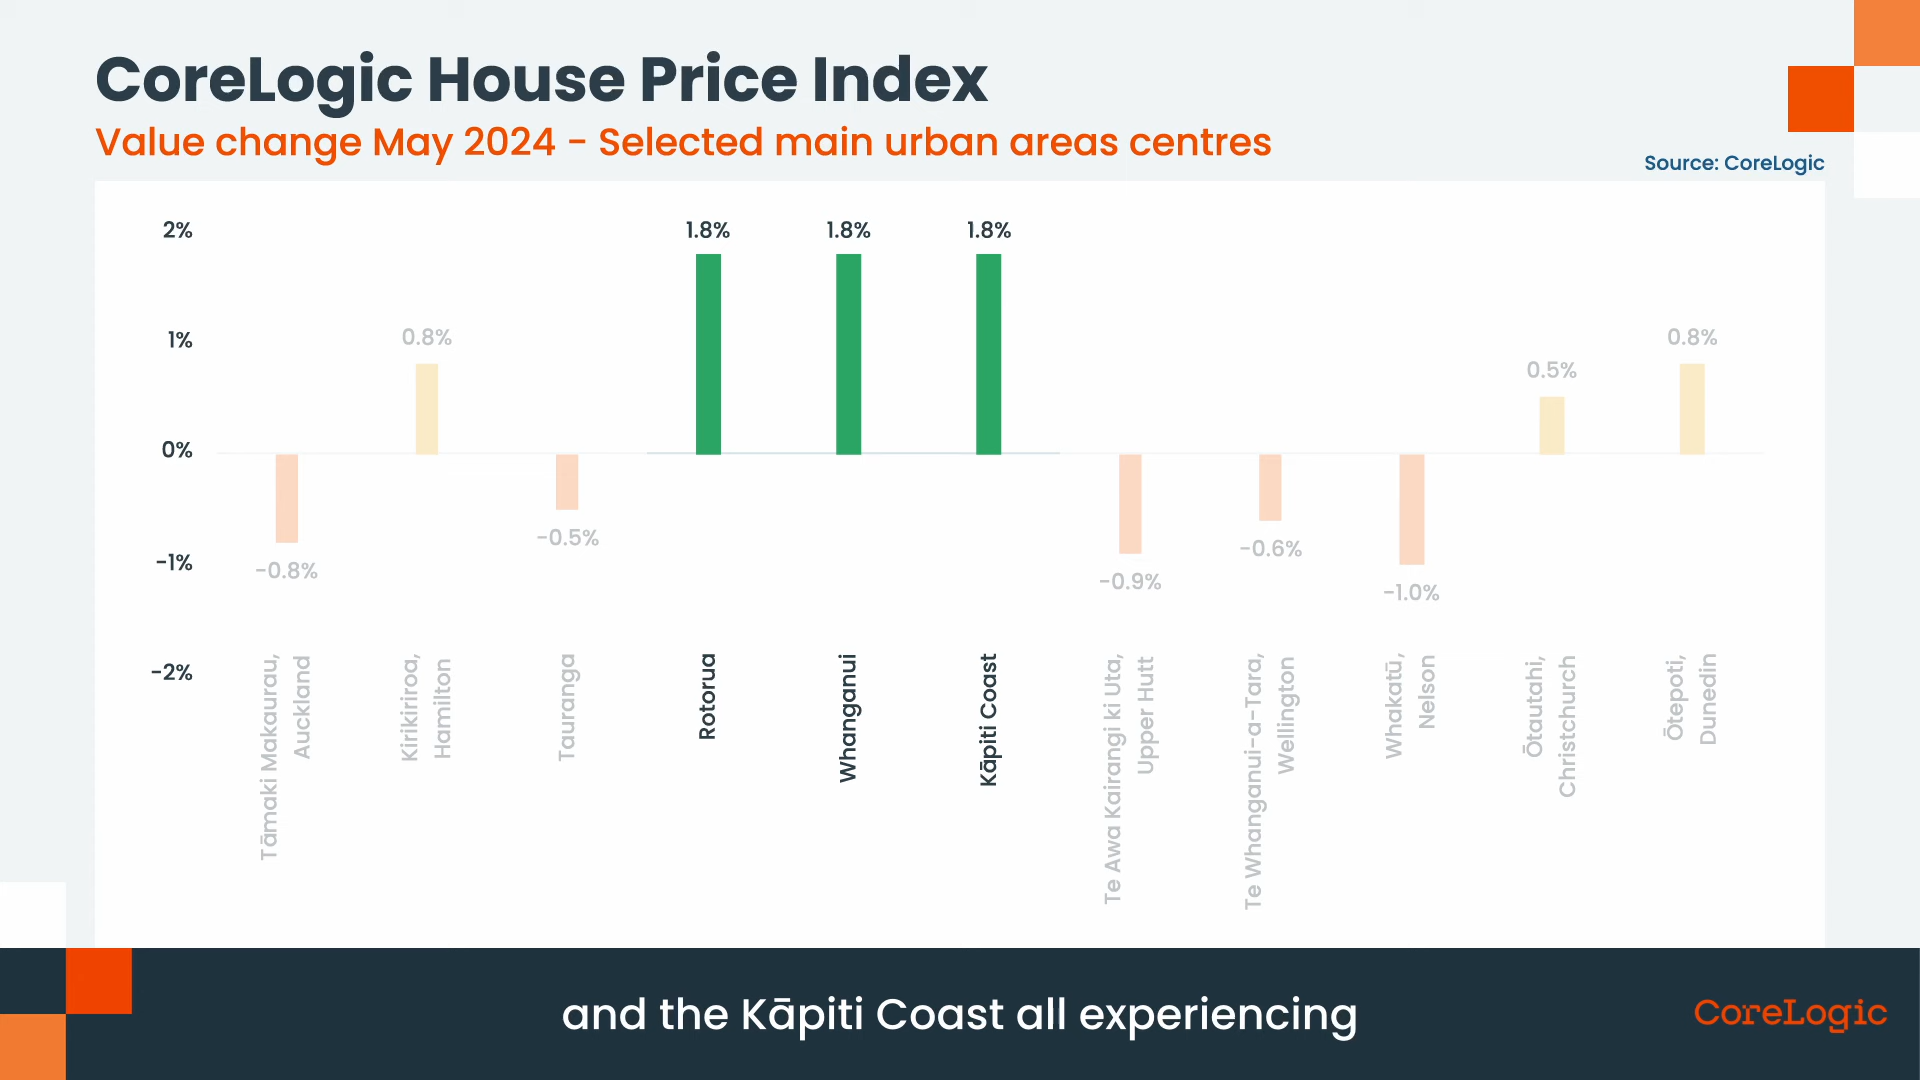 CoreLogic House Price Index
Value change May 2024 - Selected main urban areas centres
Source: CoreLogic
2%
1%
0%
-1%
-2%
-0.8%
0.8%
-0.5%
1.8%
1.8%
1.8%
-0.9%
-0.6%
-1.0%
0.5%
0.8%
Tāmaki Makaurau,
Auckland
Kirikiriroa,
Hamilton
Tauranga
Rotorua
Whanganui
Kāpiti Coast
Te Awa Kairangi ki Uta,
Upper Hutt
Te Whanganui-a-Tara,
Wellington
Whakatū,
Nelson
Ōtautahi,
Christchurch
Ōtepoti,
Dunedin
and the Kāpiti Coast all experiencing
CoreLogic